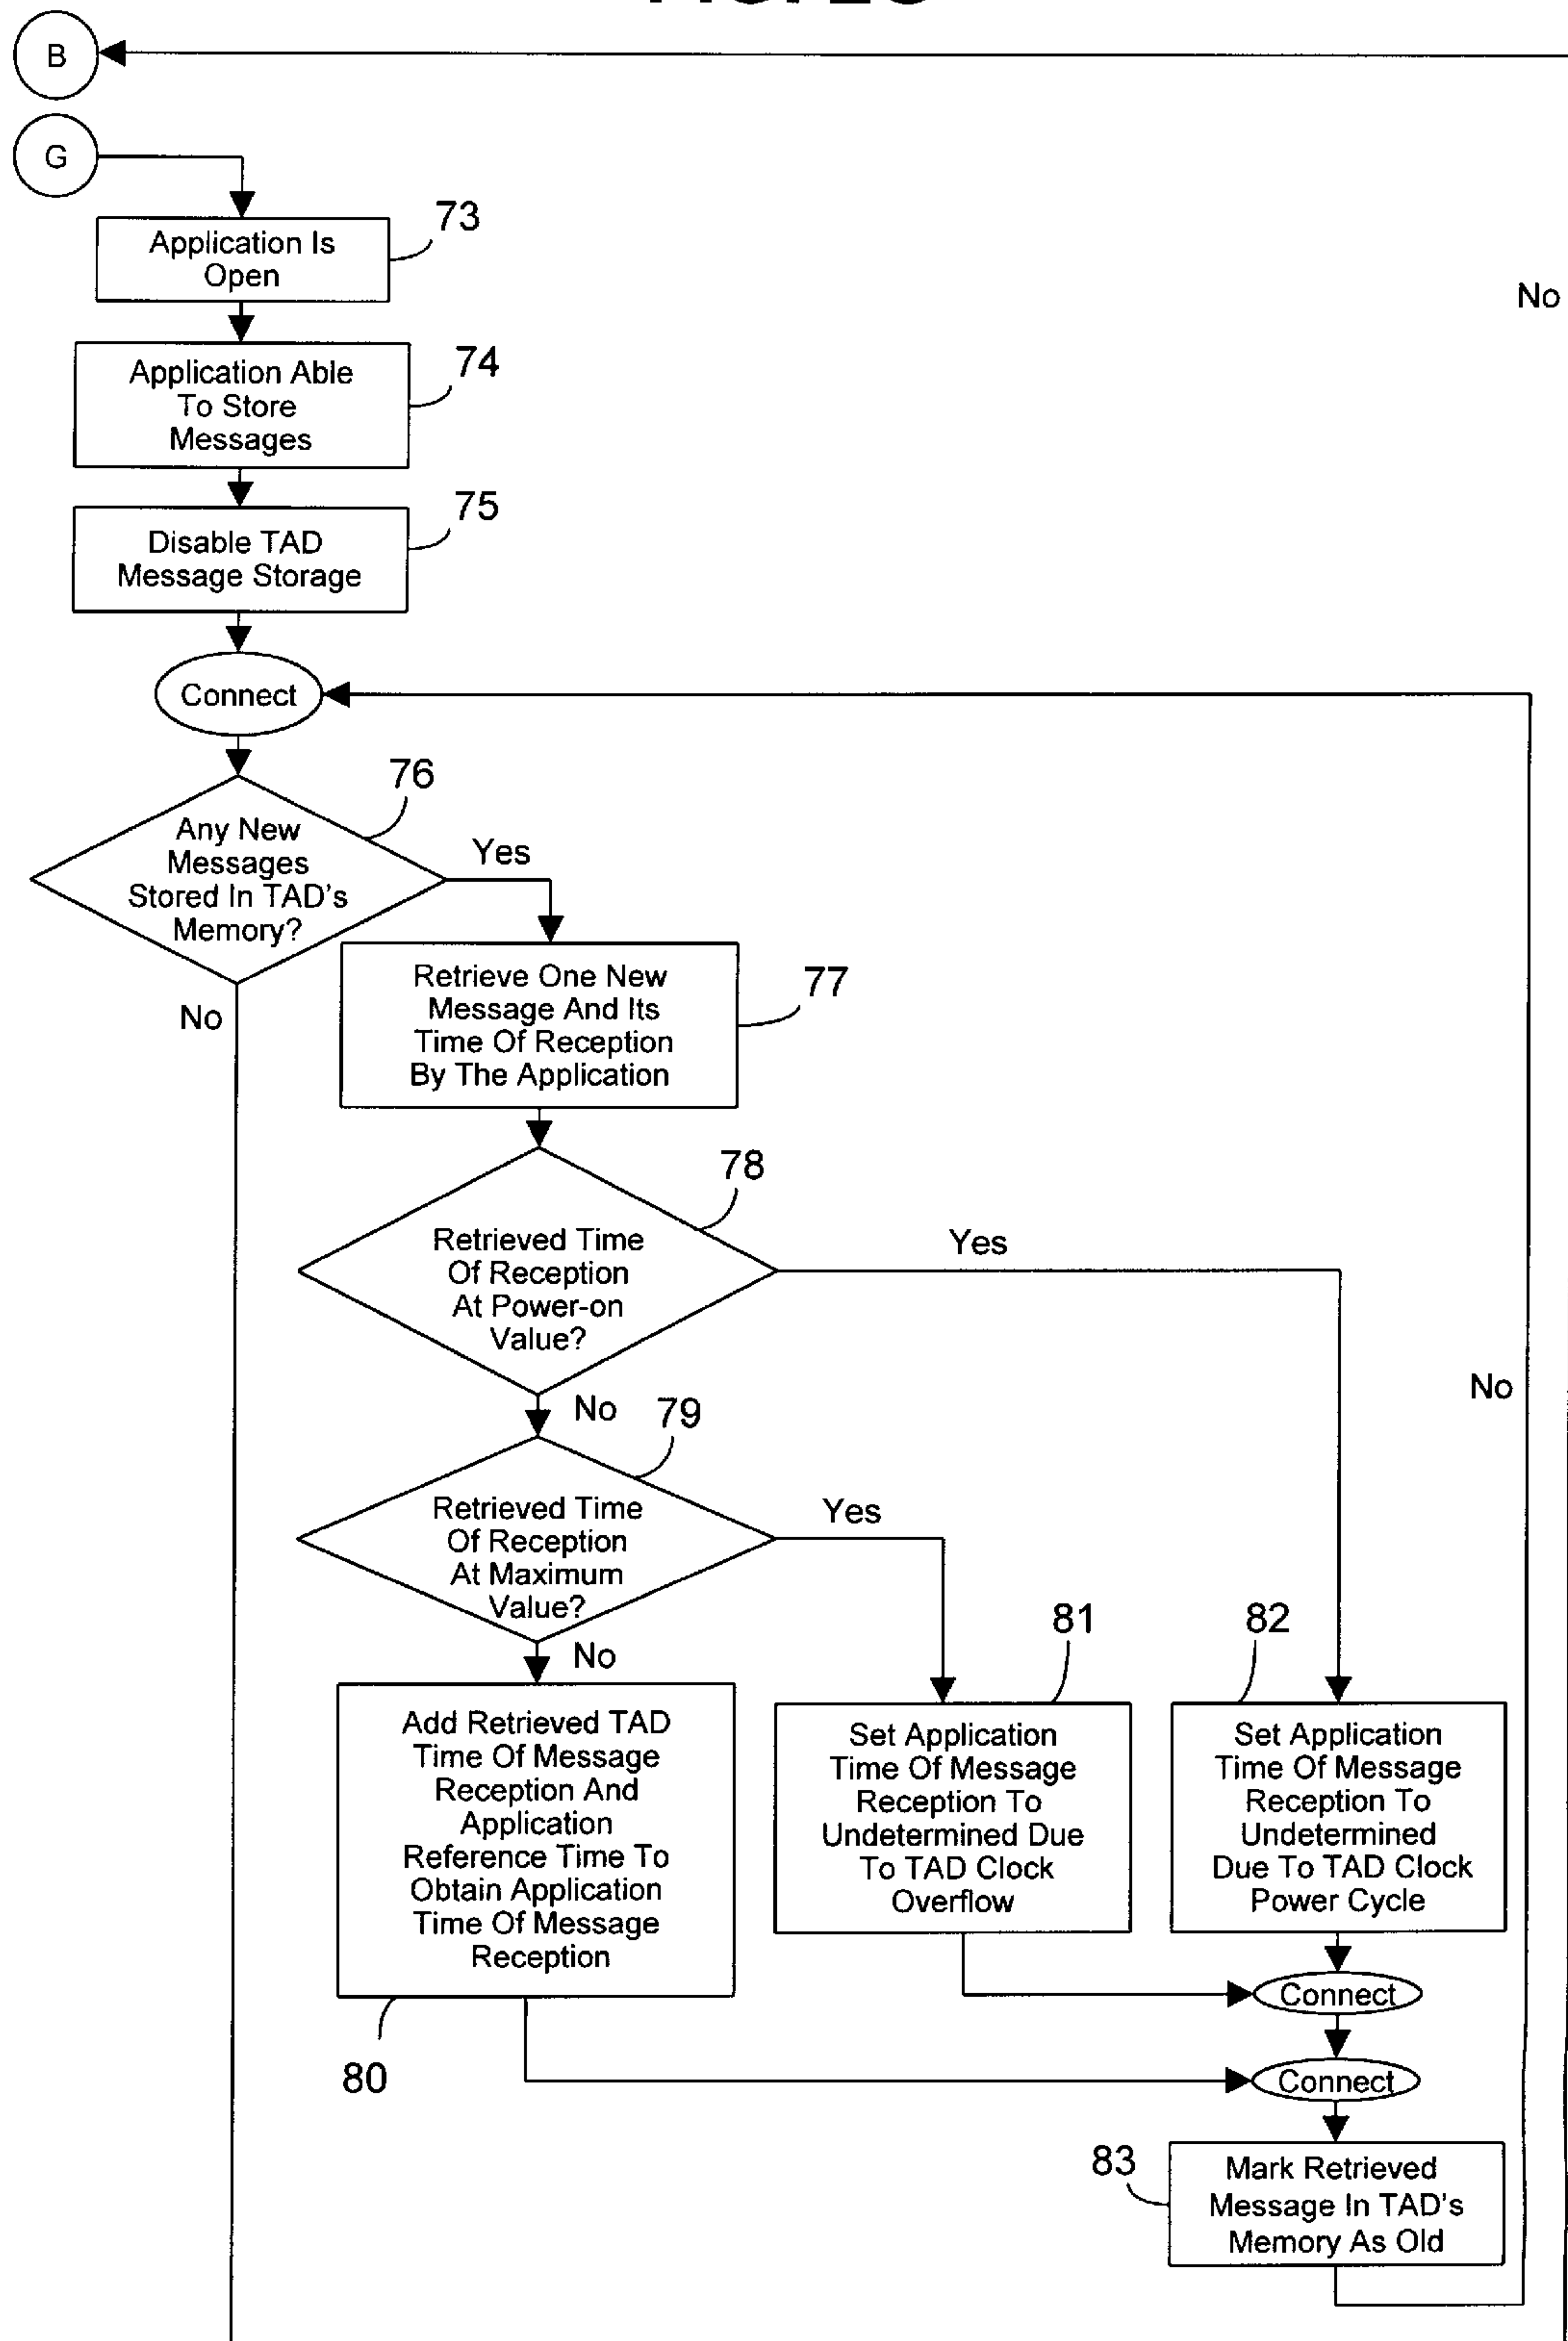 B
G
73
Application Is
Open
No
74
Application Able
To Store
Messages
75
Disable TAD
Message Storage
Connect
76
Any New
Messages
Stored In TAD's
Memory?
Yes
No
77
Retrieve One New
Message And Its
Time Of Reception
By The Application
78
Retrieved Time
Of Reception
At Power-on
Value?
Yes
No
No
79
Retrieved Time
Of Reception
At Maximum
Value?
Yes
No
81
82
Add Retrieved TAD
Time Of Message
Reception And
Application
Reference Time To
Obtain Application
Time Of Message
Reception
80
Set Application
Time Of Message
Reception To
Undetermined Due
To TAD Clock
Overflow
Set Application
Time Of Message
Reception To
Undetermined
Due To TAD Clock
Power Cycle
Connect
Connect
83
Mark Retrieved
Message In TAD's
Memory As Old